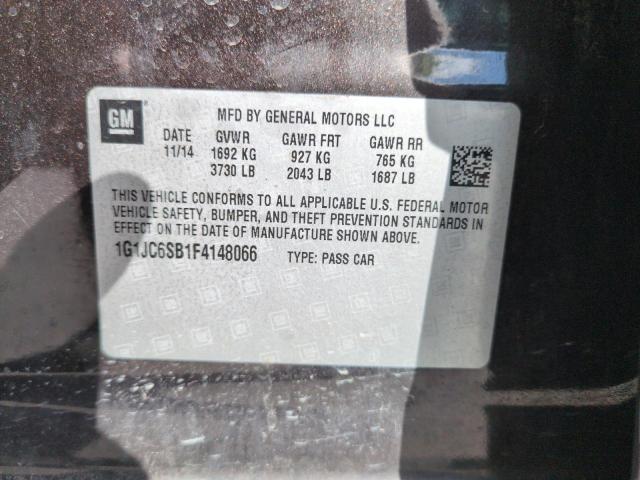 GM
MFD BY GENERAL MOTORS LLC
DATE GVWR GAWR FRT GAWR RR
11/14 1692 KG 927 KG 765 KG
3730 LB 2043 LB 1687 LB
THIS VEHICLE CONFORMS TO ALL APPLICABLE U.S. FEDERAL MOTOR
VEHICLE SAFETY, BUMPER, AND THEFT PREVENTION STANDARDS IN
EFFECT ON THE DATE OF MANUFACTURE SHOWN ABOVE.
1G1JC6SB1F4148066 TYPE: PASS CAR